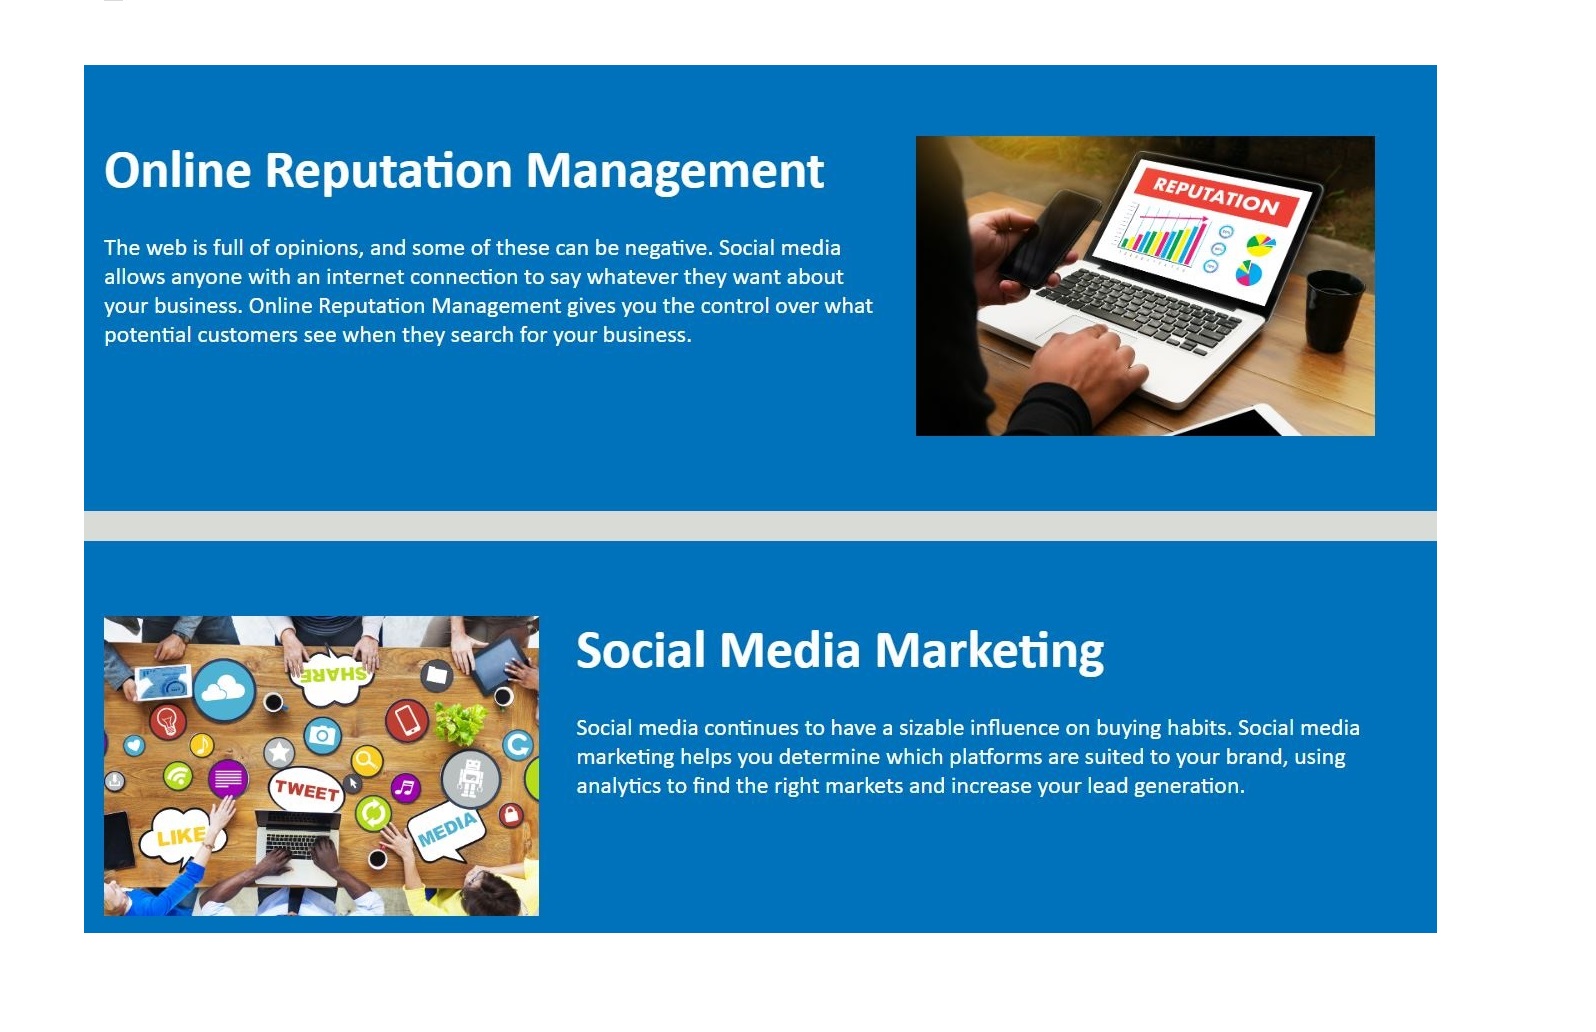 Online Reputation Management
The web is full of opinions, and some of these can be negative. Social media
allows anyone with an internet connection to say whatever they want about
your business. Online Reputation Management gives you the control over what
potential customers see when they search for your business.
REPUTATION
Social Media Marketing
Social media continues to have a sizable influence on buying habits. Social media
marketing helps you determine which platforms are suited to your brand, using
analytics to find the right markets and increase your lead generation.
SHARE
TWEET
LIKE
MEDIA